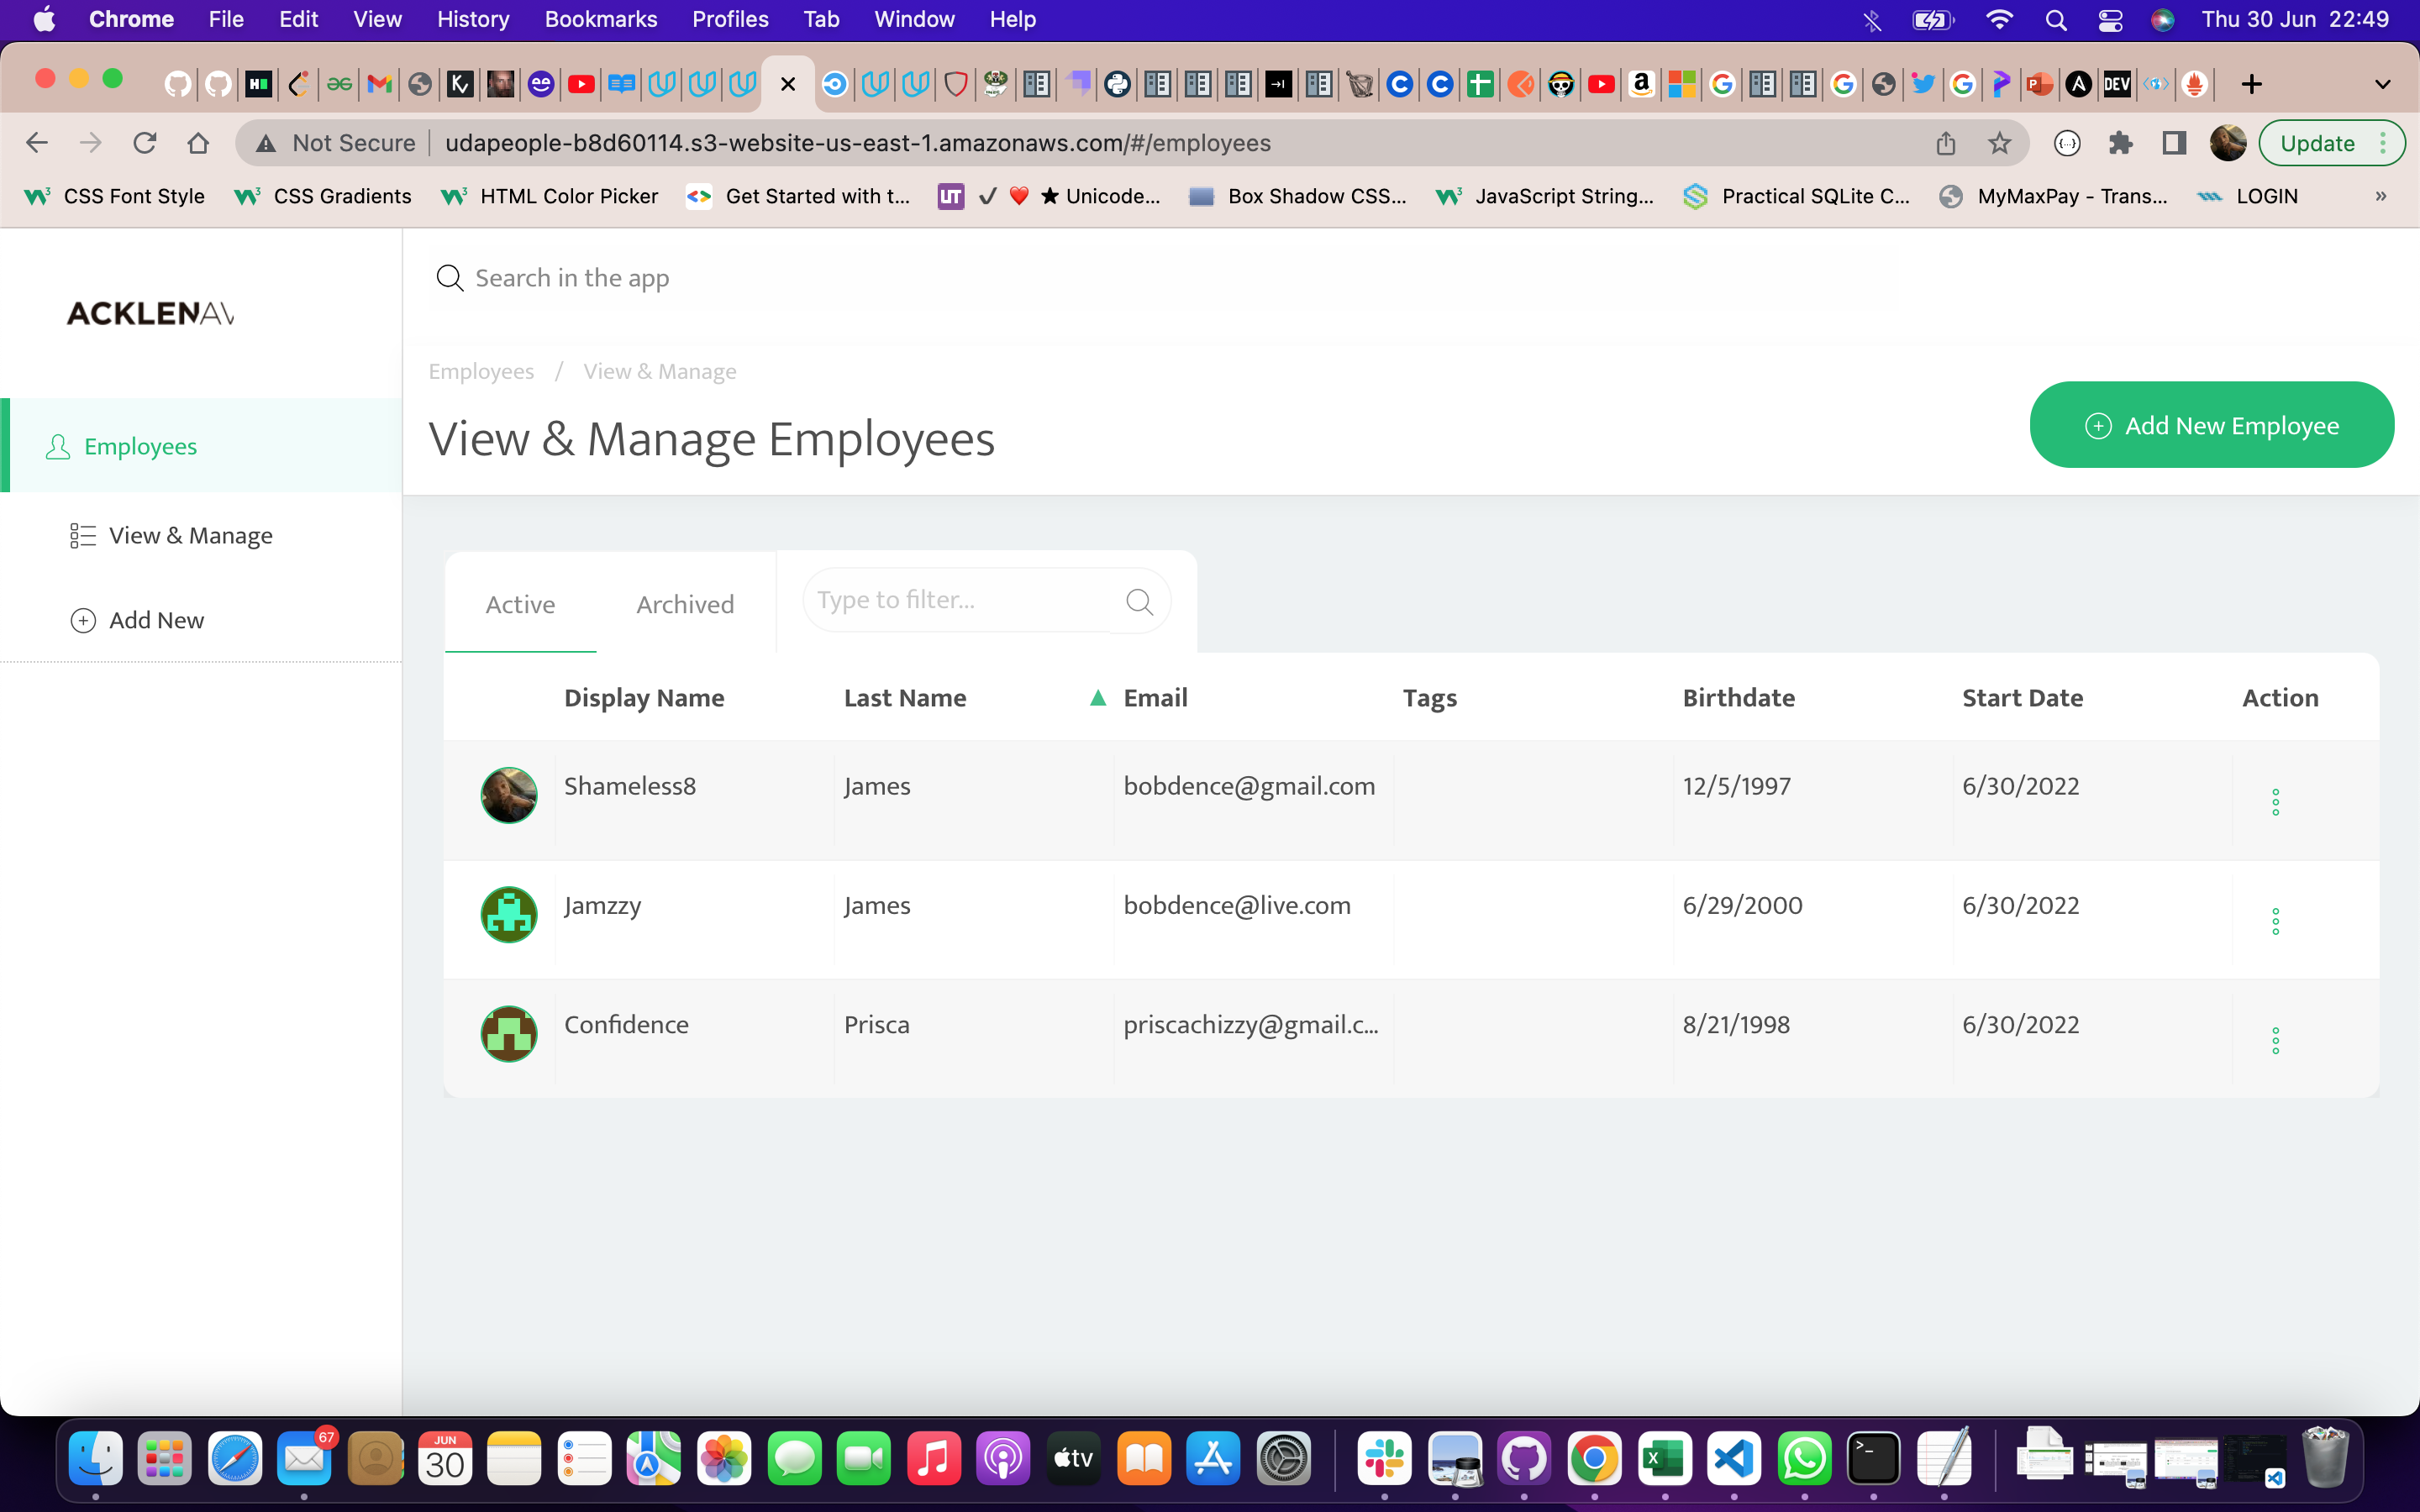 Chrome File Edit View History Bookmarks Profiles Tab Window Help Thu 30 Jun 22:49
Not Secure udapeople-b8d60114.s3-website-us-east-1.amazonaws.com/#/employees Update
CSS Font Style CSS Gradients HTML Color Picker Get Started with t... UT ✓ ❤️ ★ Unicode... Box Shadow CSS... JavaScript String... Practical SQLite C... MyMaxPay - Trans... LOGIN »
Search in the app
ACKLENAV
Employees / View & Manage
View & Manage Employees
Add New Employee
Employees
View & Manage
Add New
Active Archived Type to filter...
Display Name Last Name ▲ Email Tags Birthdate Start Date Action
Shameless8 James bobdence@gmail.com 12/5/1997 6/30/2022
Jamzzy James bobdence@live.com 6/29/2000 6/30/2022
Confidence Prisca priscachizzy@gmail.c... 8/21/1998 6/30/2022
67
JUN
30
tv